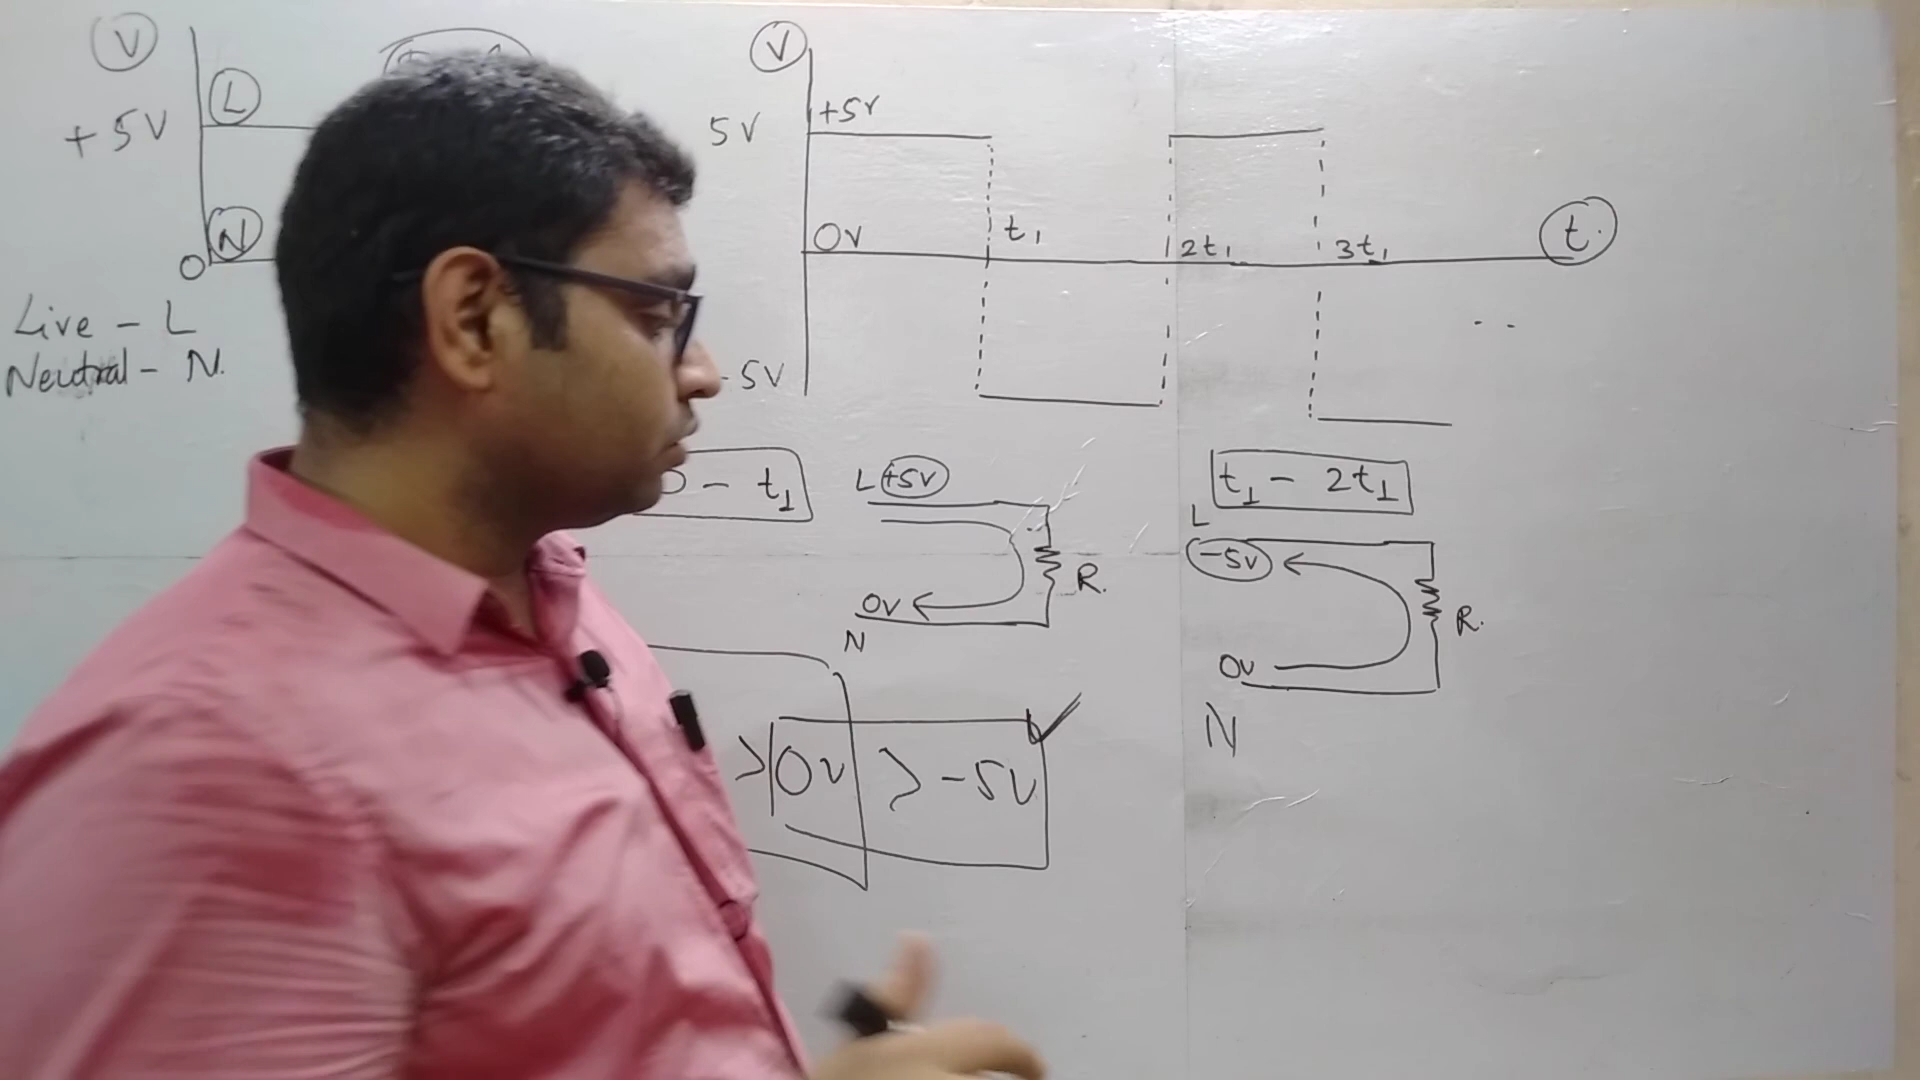 V
L
+5V
N
0
Live - L
Neutral - N.
V
+5V
5V
0V
t1
2t1
3t1
t.
-5V
..
- t1
L +5V
R.
0V
N
t1 - 2t1
L
-5V
R.
0V
N
> 0V > -5V